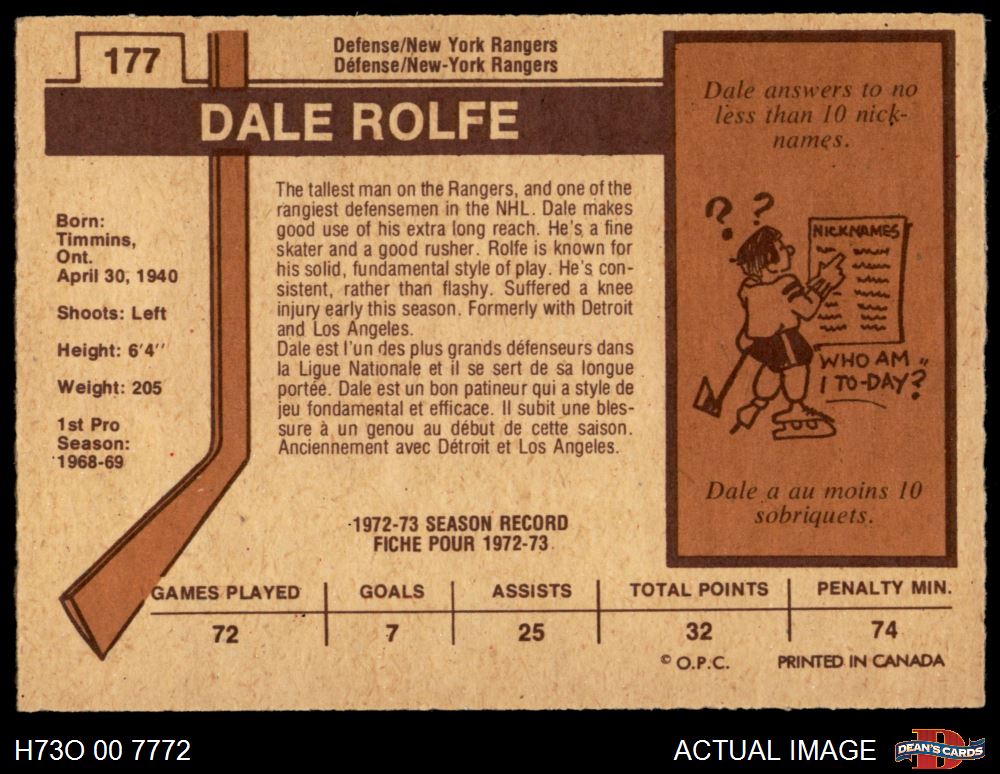 177
Defense/New York Rangers
Défense/New-York Rangers
DALE ROLFE
Born:
Timmins,
Ont.
April 30, 1940
Shoots: Left
Height: 6'4''
Weight: 205
1st Pro
Season:
1968-69
The tallest man on the Rangers, and one of the
rangiest defensemen in the NHL. Dale makes
good use of his extra long reach. He's a fine
skater and a good rusher. Rolfe is known for
his solid, fundamental style of play. He's con-
sistent, rather than flashy. Suffered a knee
injury early this season. Formerly with Detroit
and Los Angeles.
Dale est l'un des plus grands défenseurs dans
la Ligue Nationale et il se sert de sa longue
portée. Dale est un bon patineur qui a style de
jeu fondamental et efficace. Il subit une bles-
sure à un genou au début de cette saison.
Anciennement avec Détroit et Los Angeles.
Dale answers to no
less than 10 nick-
names.
? ?
NICKNAMES
WHO AM
I TO-DAY?"
Dale a au moins 10
sobriquets.
1972-73 SEASON RECORD
FICHE POUR 1972-73
GAMES PLAYED GOALS ASSISTS TOTAL POINTS PENALTY MIN.
72 7 25 32 74
© O.P.C. PRINTED IN CANADA
H73O 00 7772
ACTUAL IMAGE
D
DEAN'S CARDS